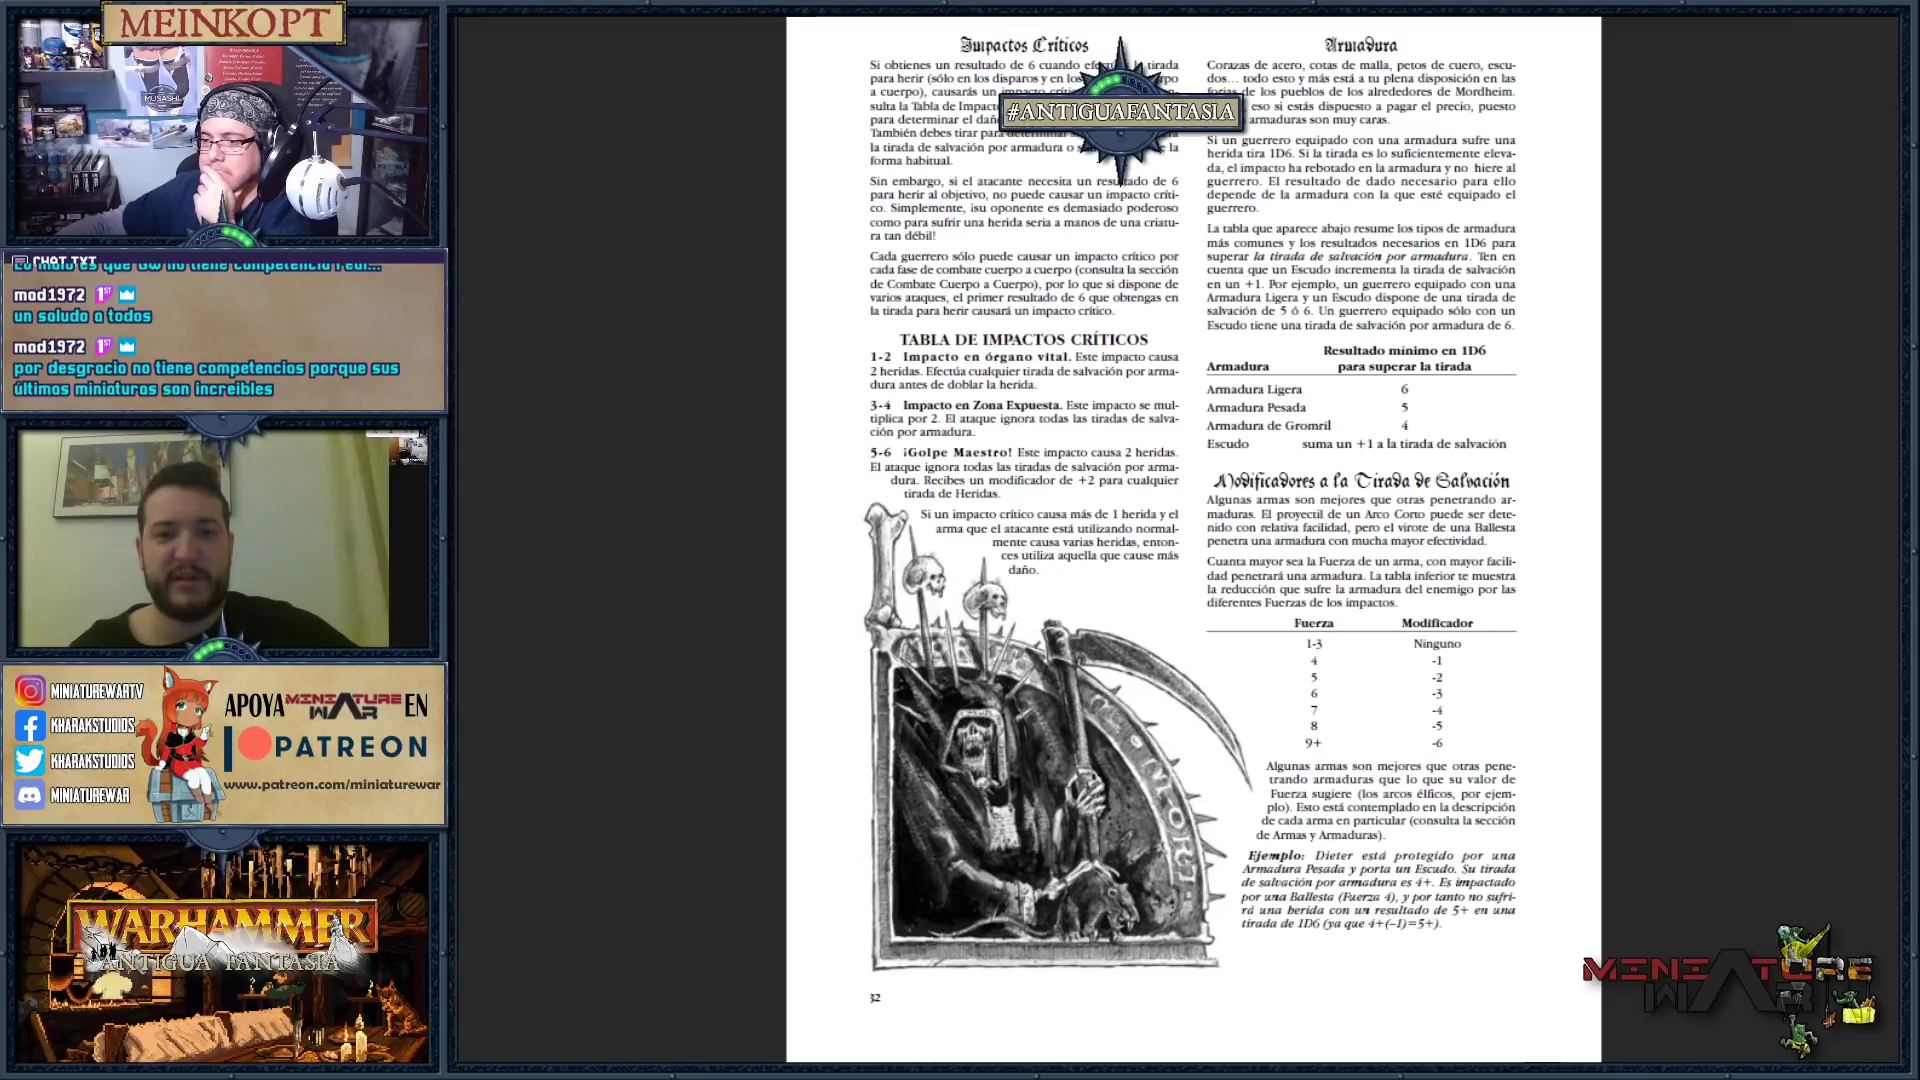 MEINKOPT
MUSASHI
CHAT.TXT
Lo malo es que GW no tiene competencia real...
mad1972 1ST
un saludo a todos
mad1972 1ST
por desgracia no tiene competencias porque sus
últimas miniaturas son increibles
MINIATUREWARTV
KHARAKSTUDIOS
KHARAKSTUDIOS
MINIATUREWAR
APOYA MINIATURE WAR EN
PATREON
www.patreon.com/miniaturewar
WARHAMMER
ANTIGUA FANTASIA
#ANTIGUAFANTASIA
Impactos Críticos
Si obtienes un resultado de 6 cuando la tirada
para herir (sólo en los disparos y en los
a cuerpo), causarás un impacto
sulta la Tabla de
para determinar el
También debes tirar para
la tirada de salvación por armadura o la
forma habitual.
Sin embargo, si el atacante necesita un resultado de 6
para herir al objetivo, no puede causar un impacto críti-
co. Simplemente, ¡su oponente es demasiado poderoso
como para sufrir una herida seria a manos de una criatu-
ra tan débil!
Cada guerrero sólo puede causar un impacto crítico por
cada fase de combate cuerpo a cuerpo (consulta la sección
de Combate Cuerpo a Cuerpo), por lo que si dispone de
varios ataques, el primer resultado de 6 que obtengas en
la tirada para herir causará un impacto crítico.
TABLA DE IMPACTOS CRÍTICOS
1-2 Impacto en órgano vital. Este impacto causa
2 heridas. Efectúa cualquier tirada de salvación por arma-
dura antes de doblar la herida.
3-4 Impacto en Zona Expuesta. Este impacto se mul-
tiplica por 2. El ataque ignora todas las tiradas de salva-
ción por armadura.
5-6 ¡Golpe Maestro! Este impacto causa 2 heridas.
El ataque ignora todas las tiradas de salvación por arma-
dura. Recibes un modificador de +2 para cualquier
tirada de Heridas.
Si un impacto crítico causa más de 1 herida y el
arma que el atacante está utilizando normal-
mente causa varias heridas, enton-
ces utiliza aquella que cause más
daño.
32
Armadura
Corazas de acero, cotas de malla, petos de cuero, escu-
dos... todo esto y más está a tu plena disposición en las
forjas de los pueblos de los alrededores de Mordheim.
eso si estás dispuesto a pagar el precio, puesto
armaduras son muy caras.
Si un guerrero equipado con una armadura sufre una
herida tira 1D6. Si la tirada es lo suficientemente eleva-
da, el impacto ha rebotado en la armadura y no hiere al
guerrero. El resultado de dado necesario para ello
depende de la armadura con la que esté equipado el
guerrero.
La tabla que aparece abajo resume los tipos de armadura
más comunes y los resultados necesarios en 1D6 para
superar la tirada de salvación por armadura. Ten en
cuenta que un Escudo incrementa la tirada de salvación
en un +1. Por ejemplo, un guerrero equipado con una
Armadura Ligera y un Escudo dispone de una tirada de
salvación de 5 ó 6. Un guerrero equipado sólo con un
Escudo tiene una tirada de salvación por armadura de 6.
Resultado mínimo en 1D6
Armadura para superar la tirada
Armadura Ligera 6
Armadura Pesada 5
Armadura de Gromril 4
Escudo suma un +1 a la tirada de salvación
Modificadores a la Tirada de Salvación
Algunas armas son mejores que otras penetrando ar-
maduras. El proyectil de un Arco Corto puede ser dete-
nido con relativa facilidad, pero el virote de una Ballesta
penetra una armadura con mucha mayor efectividad.
Cuanta mayor sea la Fuerza de un arma, con mayor facili-
dad penetrará una armadura. La tabla inferior te muestra
la reducción que sufre la armadura del enemigo por las
diferentes Fuerzas de los impactos.
Fuerza Modificador
1-3 Ninguno
4 -1
5 -2
6 -3
7 -4
8 -5
9+ -6
Algunas armas son mejores que otras pene-
trando armaduras que lo que su valor de
Fuerza sugiere (los arcos élficos, por ejem-
plo). Esto está contemplado en la descripción
de cada arma en particular (consulta la sección
de Armas y Armaduras).
Ejemplo: Dieter está protegido por una
Armadura Pesada y porta un Escudo. Su tirada
de salvación por armadura es 4+. Es impactado
por una Ballesta (Fuerza 4), y por tanto no sufri-
rá una herida con un resultado de 5+ en una
tirada de 1D6 (ya que 4+(-1)=5+).
MINIATURE
WAR